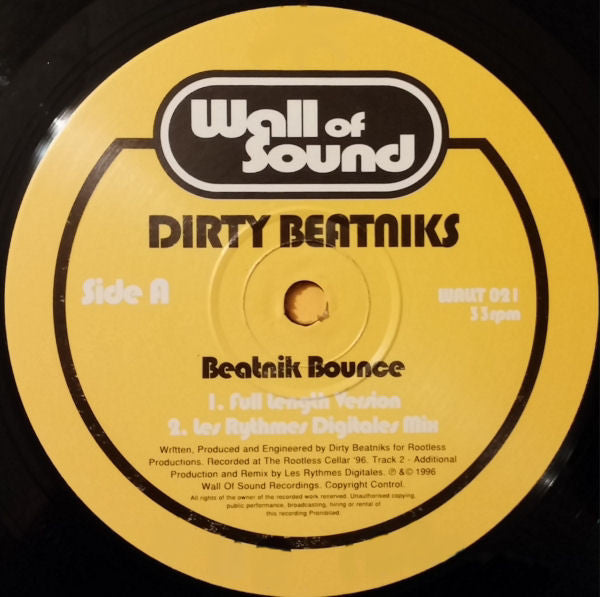 Wall of
Sound
DIRTY BEATNIKS
Side A
WALLT 021
33rpm
Beatnik Bounce
1. Full Length Version
2. Les Rythmes Digitales Mix
Written, Produced and Engineered by Dirty Beatniks for Rootless
Productions. Recorded at The Rootless Cellar '96. Track 2 - Additional
Production and Remix by Les Rythmes Digitales. ℗ &© 1996
Wall Of Sound Recordings. Copyright Control.
All rights of the owner of the recorded work reserved. Unauthorised copying,
public performance, broadcasting, hiring or rental of
this recording Prohibited.